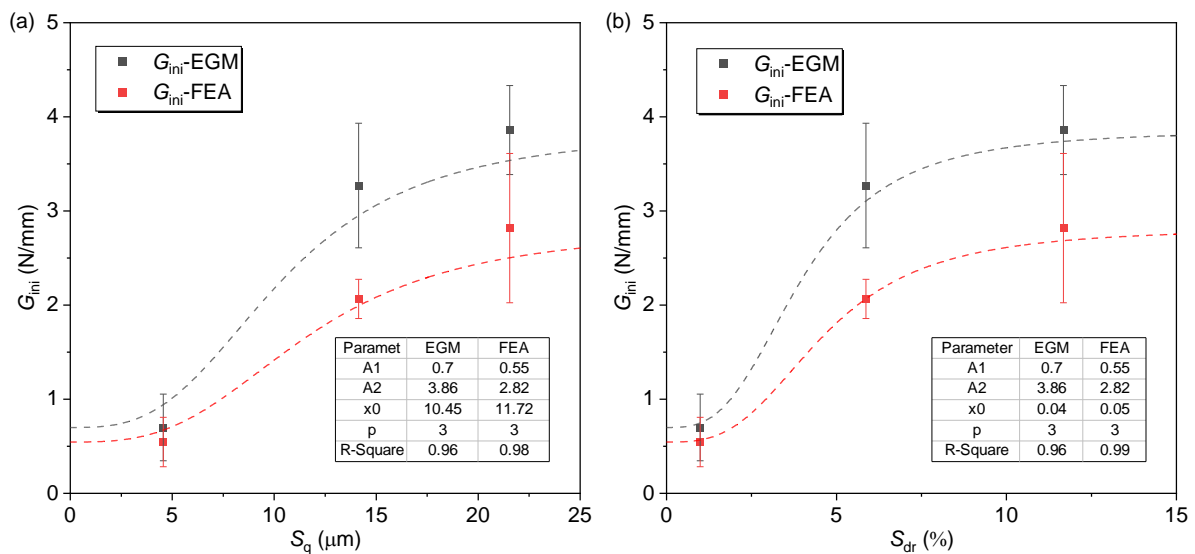 (a)
5
4
3
2
1
0
G_ini (N/mm)
G_ini-EGM
G_ini-FEA
Paramet EGM FEA
A1 0.7 0.55
A2 3.86 2.82
x0 10.45 11.72
p 3 3
R-Square 0.96 0.98
0 5 10 15 20 25
S_q (μm)
(b)
5
4
3
2
1
0
G_ini (N/mm)
G_ini-EGM
G_ini-FEA
Parameter EGM FEA
A1 0.7 0.55
A2 3.86 2.82
x0 0.04 0.05
p 3 3
R-Square 0.96 0.99
0 5 10 15
S_dr (%)